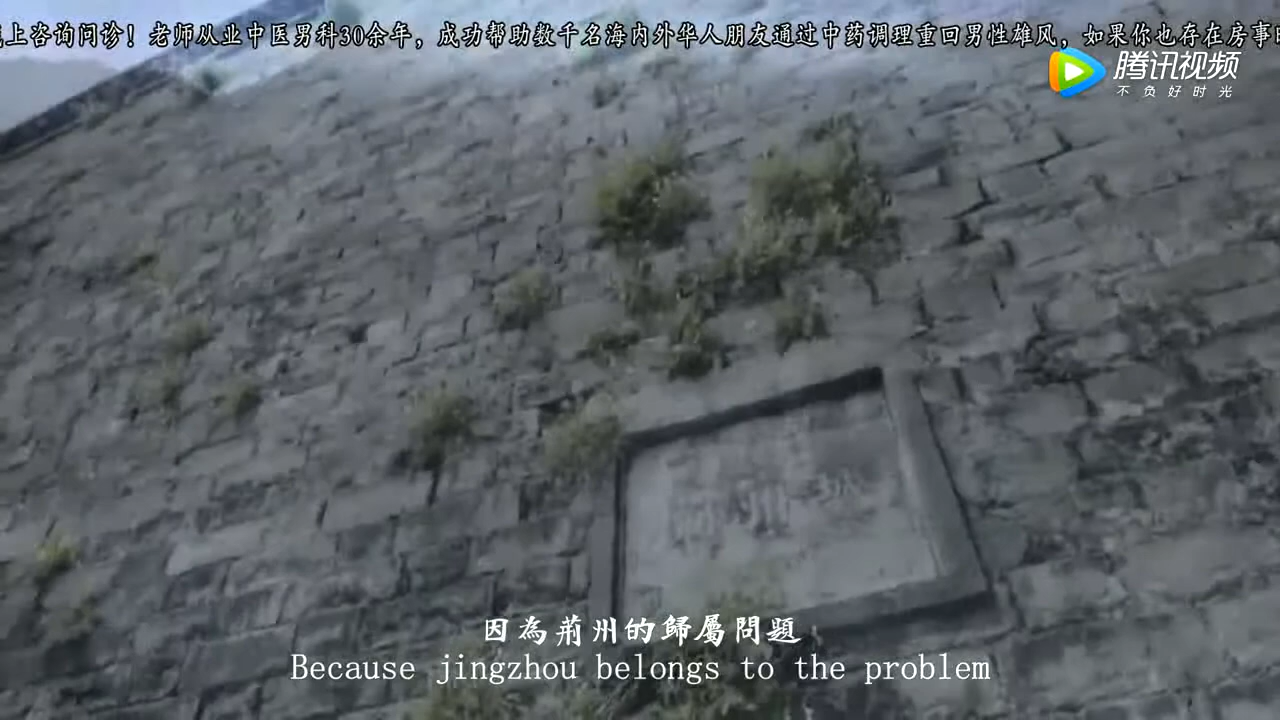 上咨询问诊！老师从业中医男科30余年，成功帮助数千名海内外华人朋友通过中药调理重回男性雄风，如果你也存在房事
腾讯视频
不负好时光
因為荊州的歸屬問題
Because jingzhou belongs to the problem